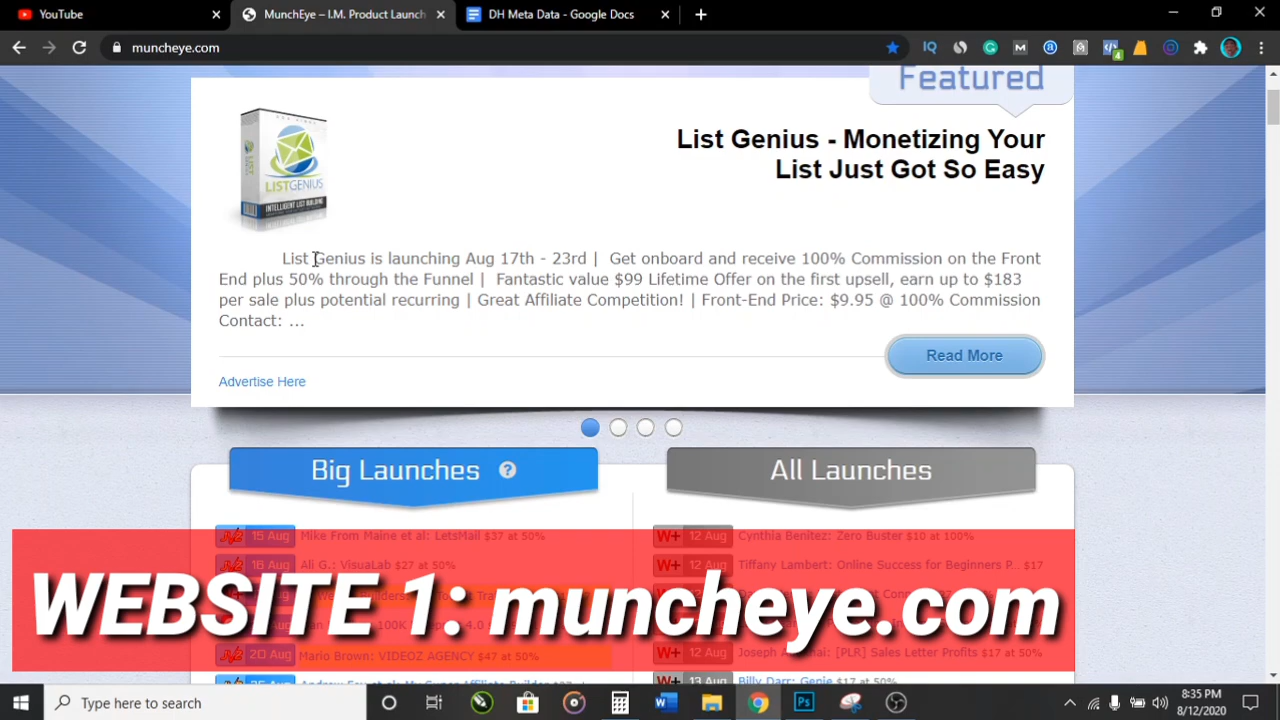 YouTube
MunchEye – I.M. Product Launch
DH Meta Data - Google Docs
muncheye.com
4
Featured
LISTGENIUS
INTELLIGENT LIST BUILDING
List Genius - Monetizing Your
List Just Got So Easy
List Genius is launching Aug 17th - 23rd | Get onboard and receive 100% Commission on the Front
End plus 50% through the Funnel | Fantastic value $99 Lifetime Offer on the first upsell, earn up to $183
per sale plus potential recurring | Great Affiliate Competition! | Front-End Price: $9.95 @ 100% Commission
Contact: …
Read More
Advertise Here
Big Launches ?
All Launches
15 Aug Mike From Maine et al: LetsMail $37 at 50%
16 Aug Ali G.: VisuaLab $27 at 50%
20 Aug Mario Brown: VIDEOZ AGENCY $47 at 50%
W+ 12 Aug Cynthia Benitez: Zero Buster $10 at 100%
W+ 12 Aug Tiffany Lambert: Online Success for Beginners P... $17
W+ 12 Aug [PLR] Sales Letter Profits $17 at 50%
13 Aug Billy Darr: Genie $17 at 50%
WEBSITE 1: muncheye.com
Type here to search
8:35 PM
8/12/2020